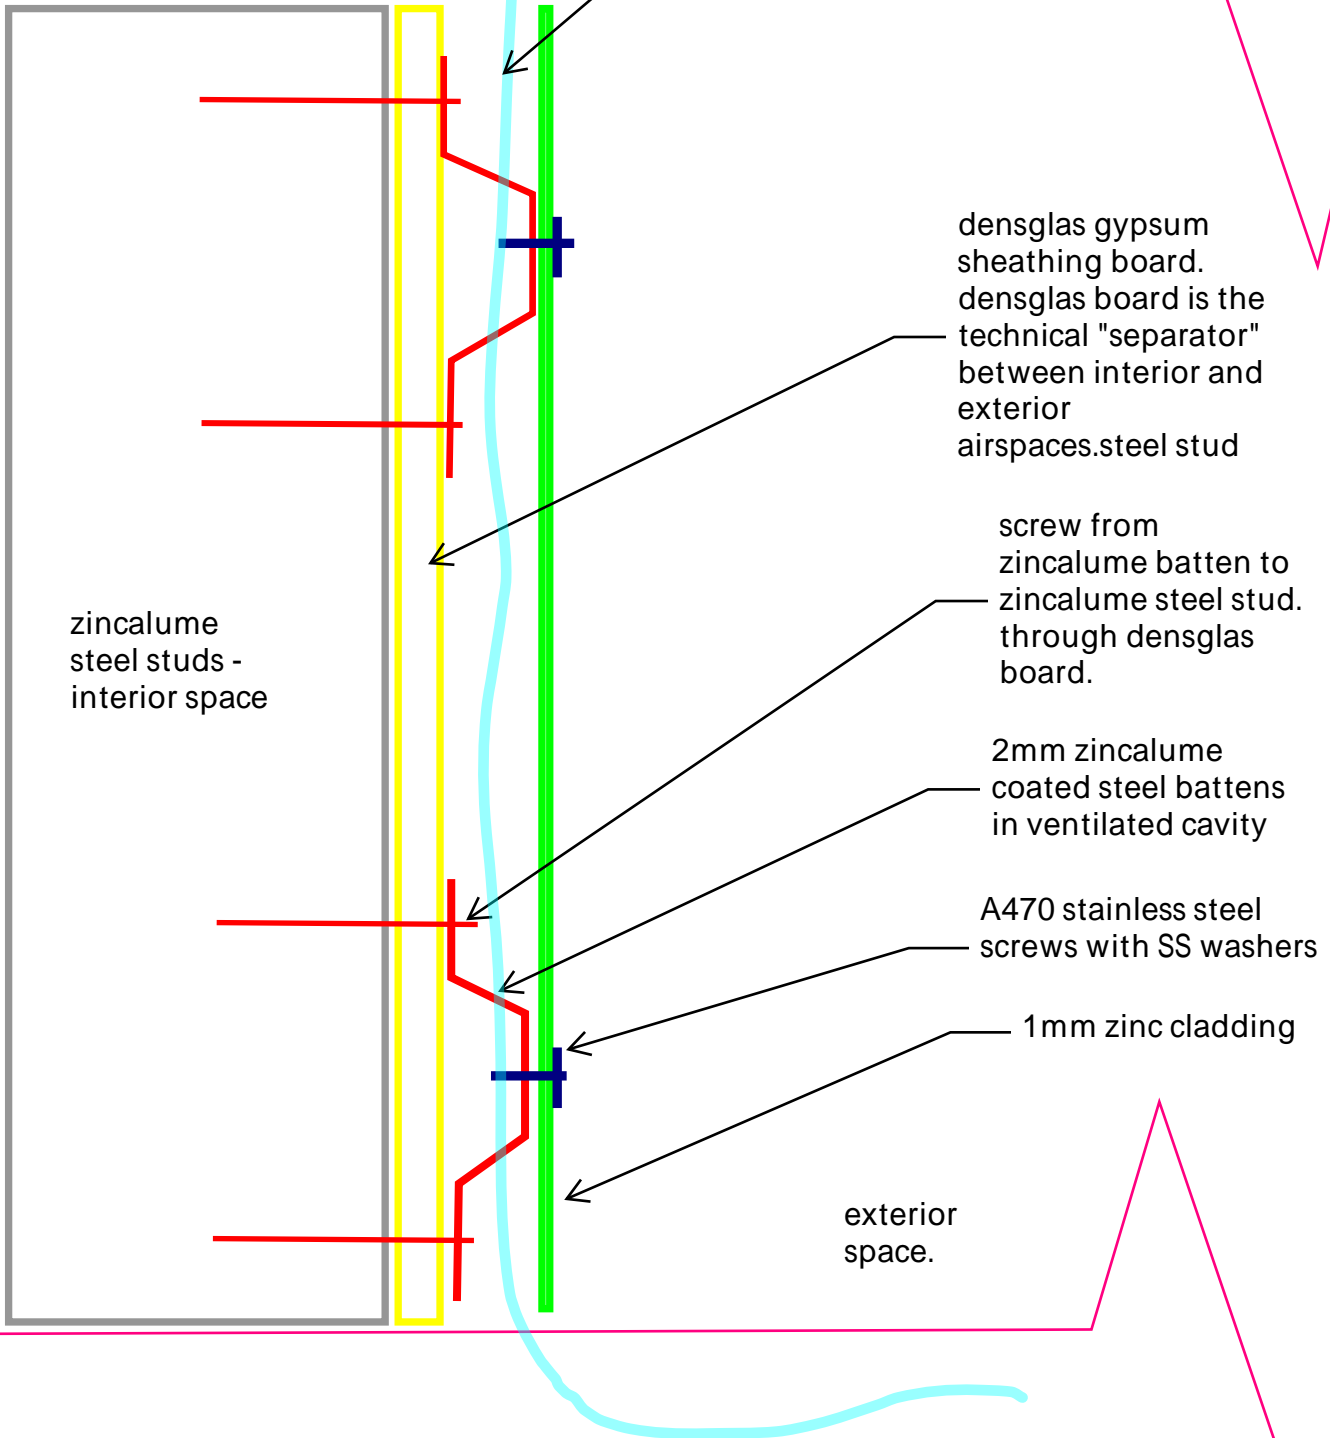 densglas gypsum
sheathing board.
densglas board is the
technical "separator"
between interior and
exterior
airspaces.steel stud
screw from
zincalume batten to
zincalume steel stud.
through densglas
board.
zincalume
steel studs -
interior space
2mm zincalume
coated steel battens
in ventilated cavity
A470 stainless steel
screws with SS washers
1mm zinc cladding
exterior
space.